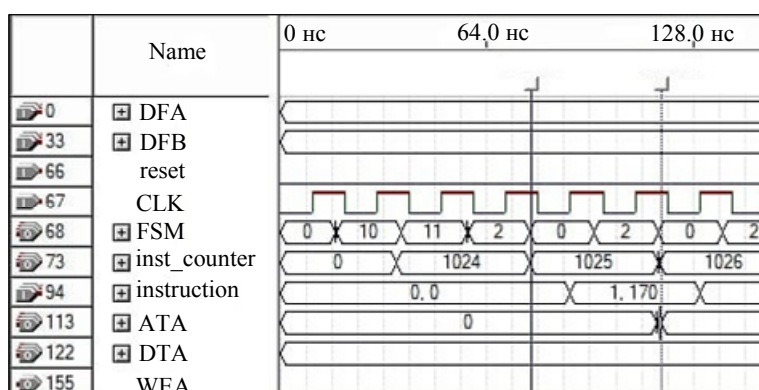 Name 0 нс 64.0 нс 128.0 нс
0 DFA
33 DFB
66 reset
67 CLK
68 FSM 0 10 11 2 0 2 0 2
73 inst_counter 0 1024 1025 1026
94 instruction 0, 0 1, 170
113 ATA 0
122 DTA
155 WEA